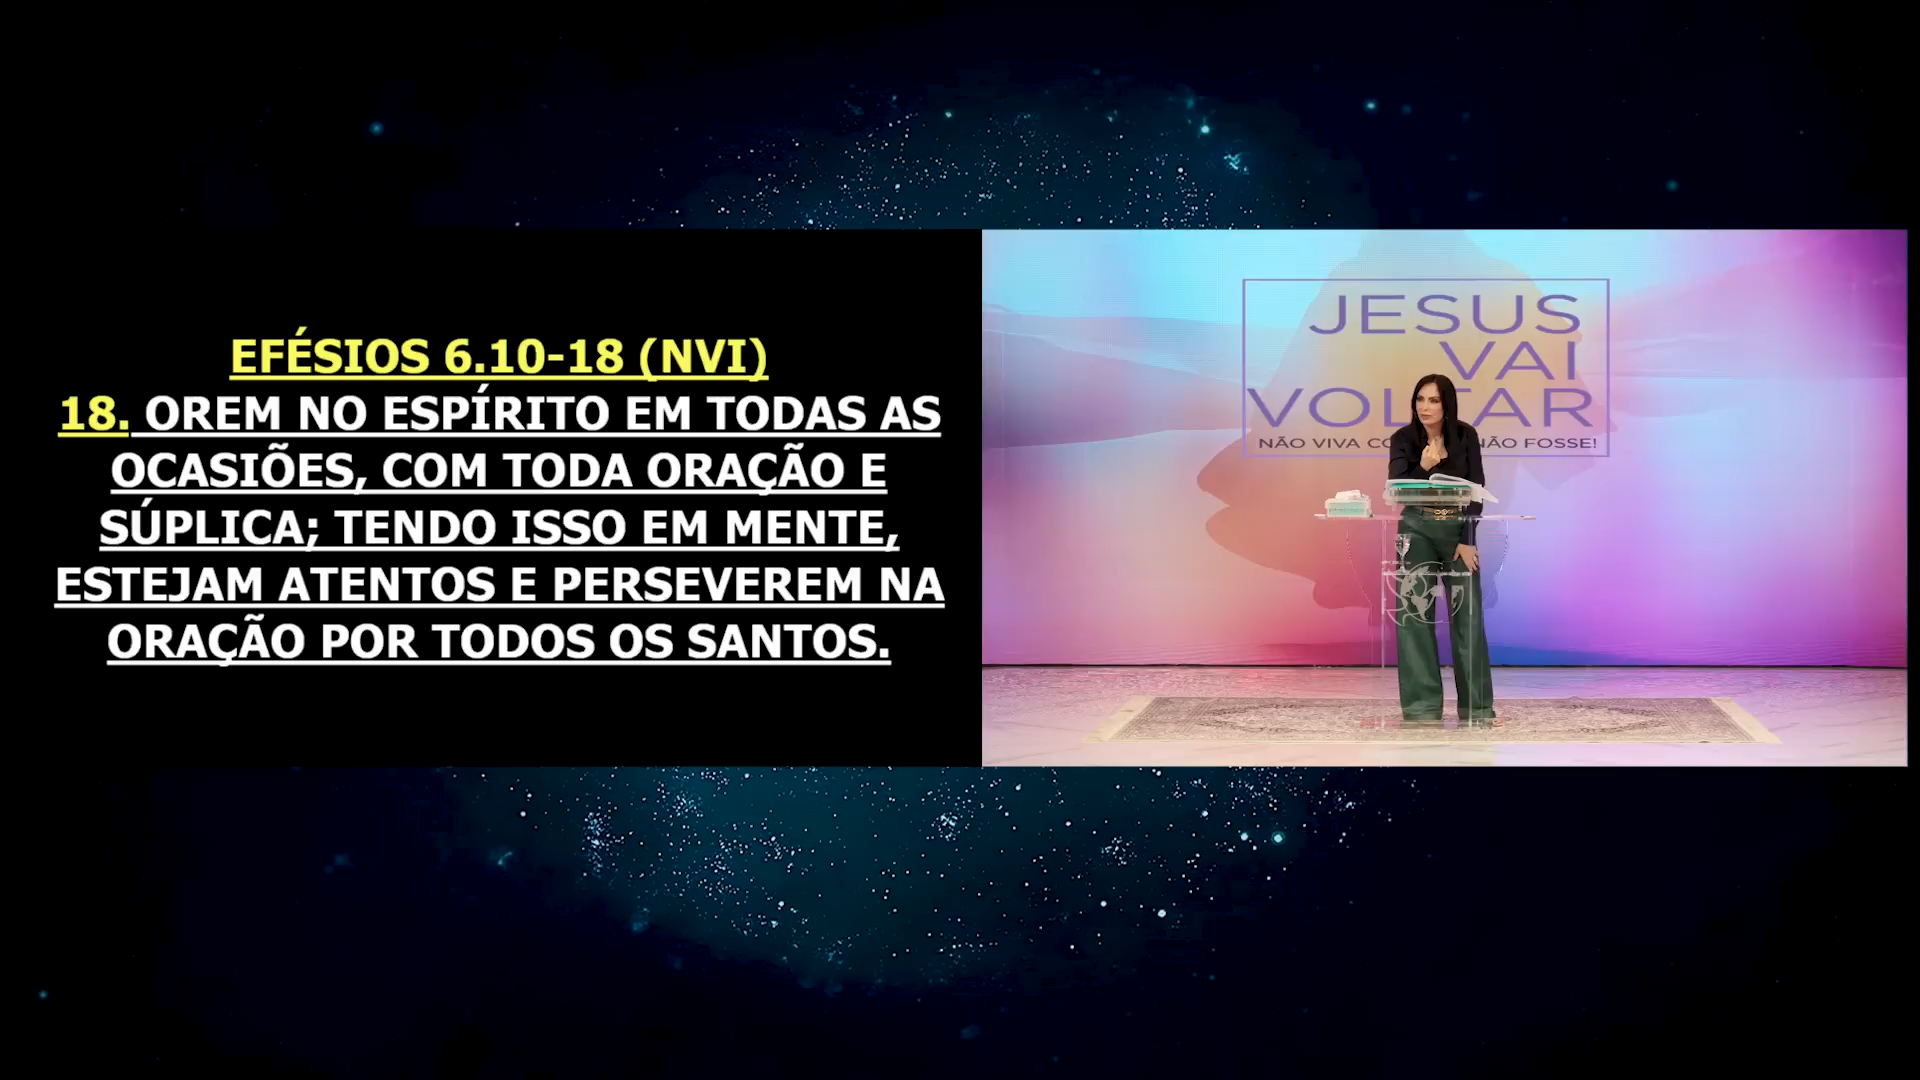 EFÉSIOS 6.10-18 (NVI)
18. OREM NO ESPÍRITO EM TODAS AS
OCASIÕES, COM TODA ORAÇÃO E
SÚPLICA; TENDO ISSO EM MENTE,
ESTEJAM ATENTOS E PERSEVEREM NA
ORAÇÃO POR TODOS OS SANTOS.
JESUS
VAI
VOLTAR
NÃO VIVA NÃO FOSSE!